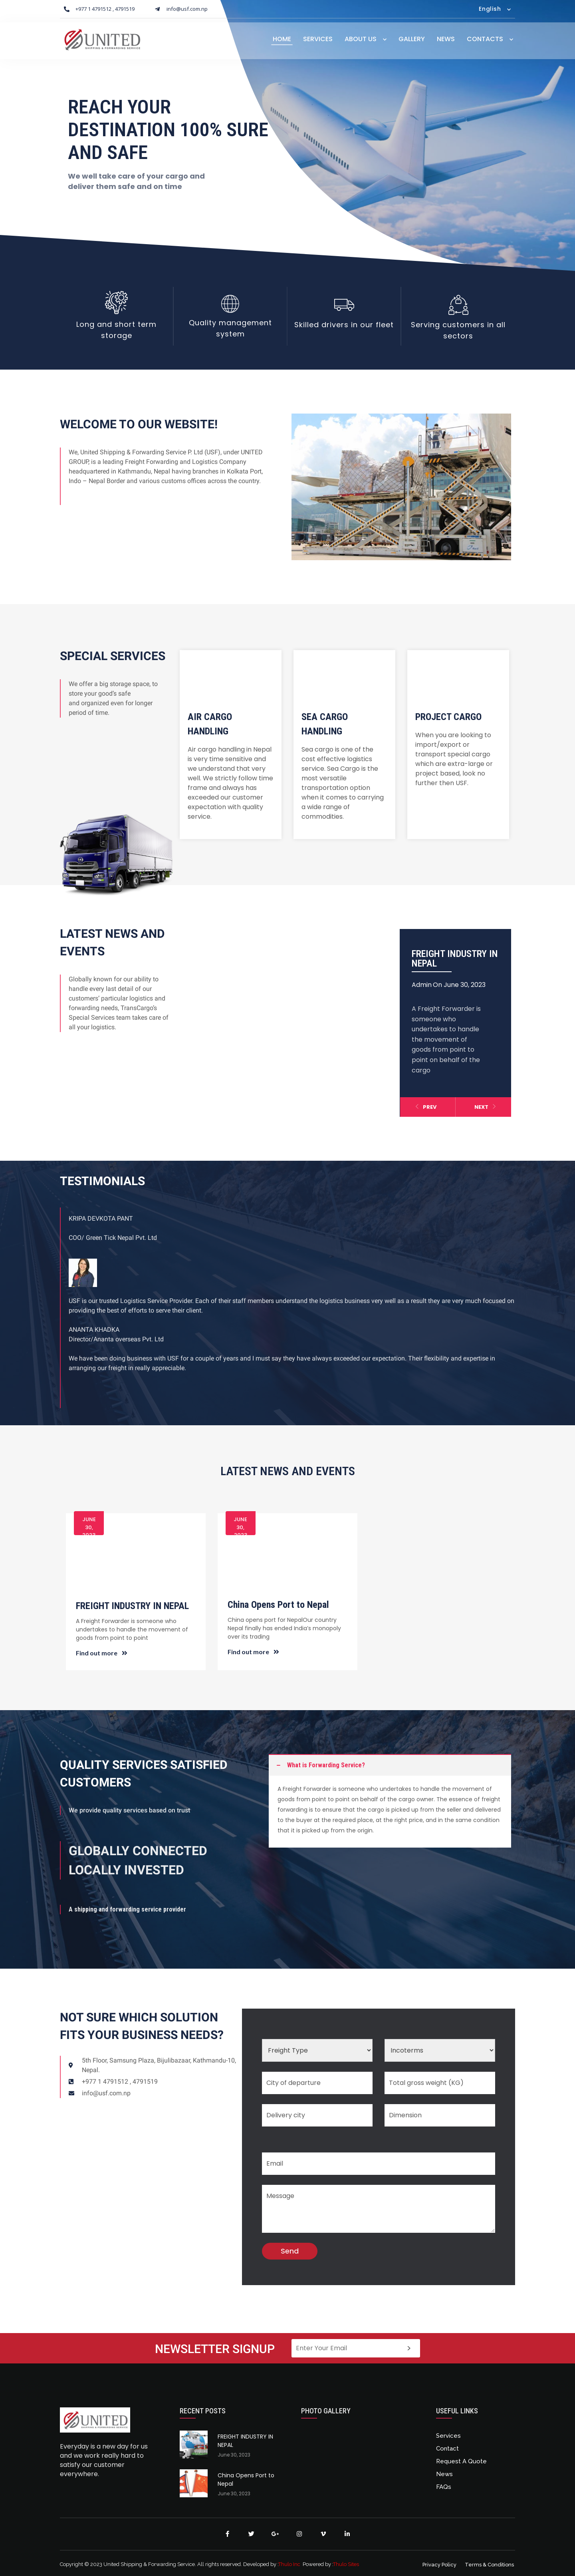 +977 1 4791512 , 4791519
info@usf.com.np
English
UNITED
HOME
SERVICES
ABOUT US
GALLERY
NEWS
CONTACTS
REACH YOUR
DESTINATION 100% SURE
AND SAFE
We well take care of your cargo and
deliver them safe and on time
Long and short term
storage
Quality management
system
Skilled drivers in our fleet
Serving customers in all
sectors
WELCOME TO OUR WEBSITE!
We, United Shipping & Forwarding Service P. Ltd (USF), under UNITED
GROUP, is a leading Freight Forwarding and Logistics Company
headquartered in Kathmandu, Nepal having branches in Kolkata Port,
Indo – Nepal Border and various customs offices across the country.
SPECIAL SERVICES
We offer a big storage space, to
store your good's safe
and organized even for longer
period of time.
AIR CARGO
HANDLING
Air cargo handling in Nepal
is very time sensitive and
we understand that very
well. We strictly follow time
frame and always has
exceeded our customer
expectation with quality
service.
SEA CARGO
HANDLING
Sea cargo is one of the
cost effective logistics
service. Sea Cargo is the
most versatile
transportation option
when it comes to carrying
a wide range of
commodities.
PROJECT CARGO
When you are looking to
import/export or
transport special cargo
which are extra-large or
project based, look no
further then USF.
LATEST NEWS AND
EVENTS
Globally known for our ability to
handle every last detail of our
customers' particular logistics and
forwarding needs, TransCargo's
Special Services team takes care of
all your logistics.
FREIGHT INDUSTRY IN
NEPAL
Admin On June 30, 2023
A Freight Forwarder is
someone who
undertakes to handle
the movement of
goods from point to
point on behalf of the
cargo
PREV
NEXT
TESTIMONIALS
KRIPA DEVKOTA PANT
COO/ Green Tick Nepal Pvt. Ltd
USF is our trusted Logistics Service Provider. Each of their staff members understand the logistics business very well as a result they are very much focused on
providing the best of efforts to serve their client.
ANANTA KHADKA
Director/Ananta overseas Pvt. Ltd
We have been doing business with USF for a couple of years and I must say they have always exceeded our expectation. Their flexibility and expertise in
arranging our freight in really appreciable.
LATEST NEWS AND EVENTS
JUNE
30,
2023
FREIGHT INDUSTRY IN NEPAL
A Freight Forwarder is someone who
undertakes to handle the movement of
goods from point to point
Find out more
JUNE
30,
2023
China Opens Port to Nepal
China opens port for NepalOur country
Nepal finally has ended India's monopoly
over its trading
Find out more
QUALITY SERVICES SATISFIED
CUSTOMERS
We provide quality services based on trust
GLOBALLY CONNECTED
LOCALLY INVESTED
A shipping and forwarding service provider
What is Forwarding Service?
A Freight Forwarder is someone who undertakes to handle the movement of
goods from point to point on behalf of the cargo owner. The essence of freight
forwarding is to ensure that the cargo is picked up from the seller and delivered
to the buyer at the required place, at the right price, and in the same condition
that it is picked up from the origin.
NOT SURE WHICH SOLUTION
FITS YOUR BUSINESS NEEDS?
5th Floor, Samsung Plaza, Bijulibazaar, Kathmandu-10,
Nepal.
+977 1 4791512 , 4791519
info@usf.com.np
Freight Type
Incoterms
City of departure
Total gross weight (KG)
Delivery city
Dimension
Email
Message
Send
NEWSLETTER SIGNUP
Enter Your Email
UNITED
Everyday is a new day for us
and we work really hard to
satisfy our customer
everywhere.
RECENT POSTS
FREIGHT INDUSTRY IN
NEPAL
June 30, 2023
China Opens Port to
Nepal
June 30, 2023
PHOTO GALLERY
USEFUL LINKS
Services
Contact
Request A Quote
News
FAQs
Copyright © 2023 United Shipping & Forwarding Service. All rights reserved. Developed by
Powered by
Privacy Policy
Terms & Conditions